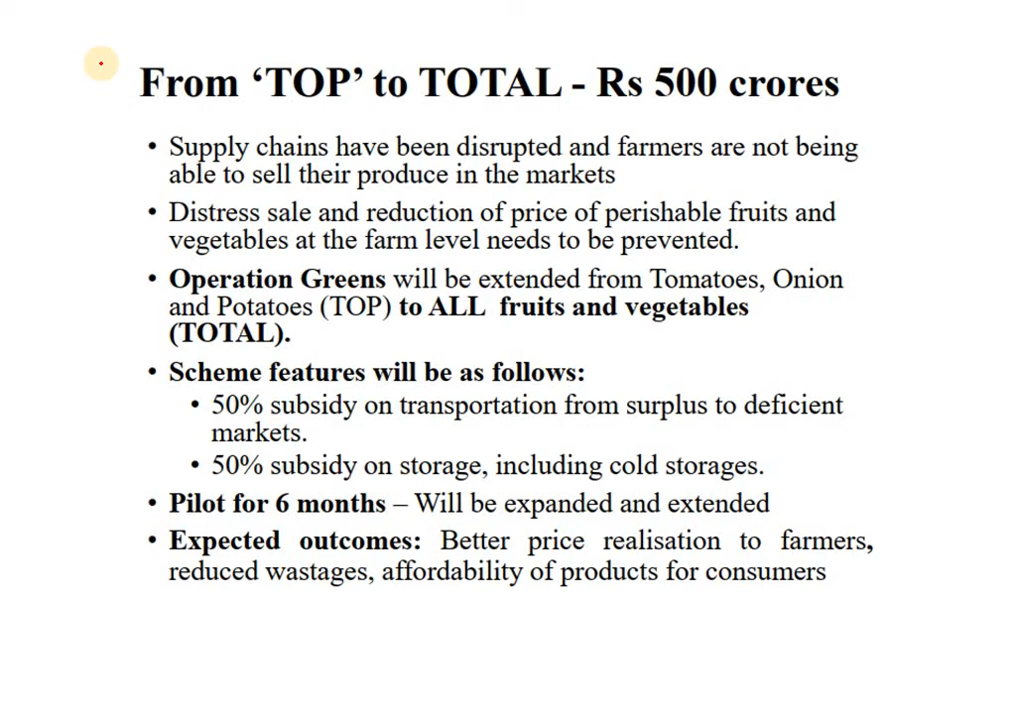 From ‘TOP’ to TOTAL - Rs 500 crores
• Supply chains have been disrupted and farmers are not being
able to sell their produce in the markets
• Distress sale and reduction of price of perishable fruits and
vegetables at the farm level needs to be prevented.
• Operation Greens will be extended from Tomatoes, Onion
and Potatoes (TOP) to ALL fruits and vegetables
(TOTAL).
• Scheme features will be as follows:
• 50% subsidy on transportation from surplus to deficient
markets.
• 50% subsidy on storage, including cold storages.
• Pilot for 6 months – Will be expanded and extended
• Expected outcomes: Better price realisation to farmers,
reduced wastages, affordability of products for consumers